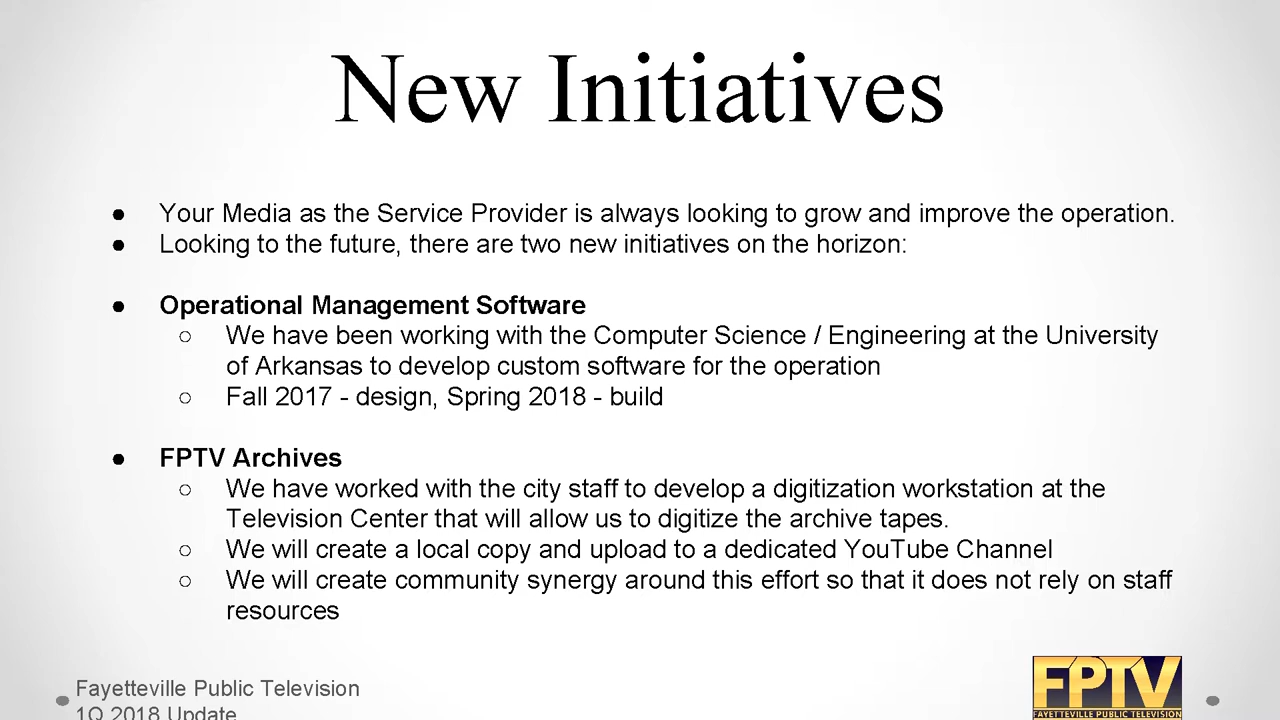 New Initiatives
● Your Media as the Service Provider is always looking to grow and improve the operation.
● Looking to the future, there are two new initiatives on the horizon:
● Operational Management Software
○ We have been working with the Computer Science / Engineering at the University
of Arkansas to develop custom software for the operation
○ Fall 2017 - design, Spring 2018 - build
● FPTV Archives
○ We have worked with the city staff to develop a digitization workstation at the
Television Center that will allow us to digitize the archive tapes.
○ We will create a local copy and upload to a dedicated YouTube Channel
○ We will create community synergy around this effort so that it does not rely on staff
resources
Fayetteville Public Television
1Q 2018 Update
FPTV
FAYETTEVILLE PUBLIC TELEVISION